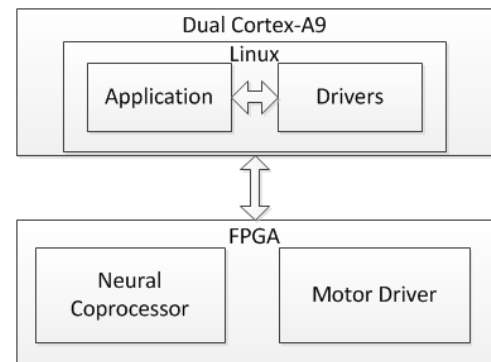 Dual Cortex-A9
Linux
Application
Drivers
FPGA
Neural
Coprocessor
Motor Driver